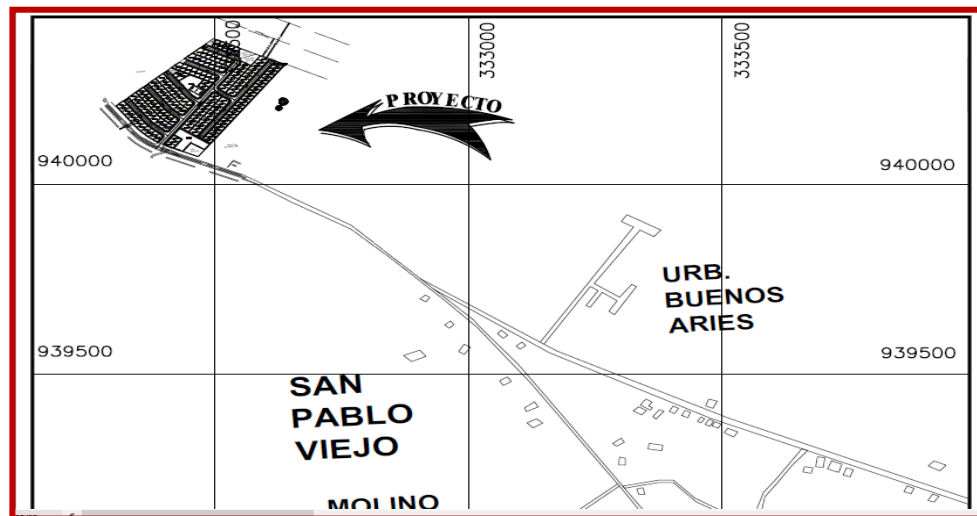 333000
333500
PROYECTO
940000
940000
F
URB.
BUENOS
ARIES
939500
939500
SAN
PABLO
VIEJO
MOLINO